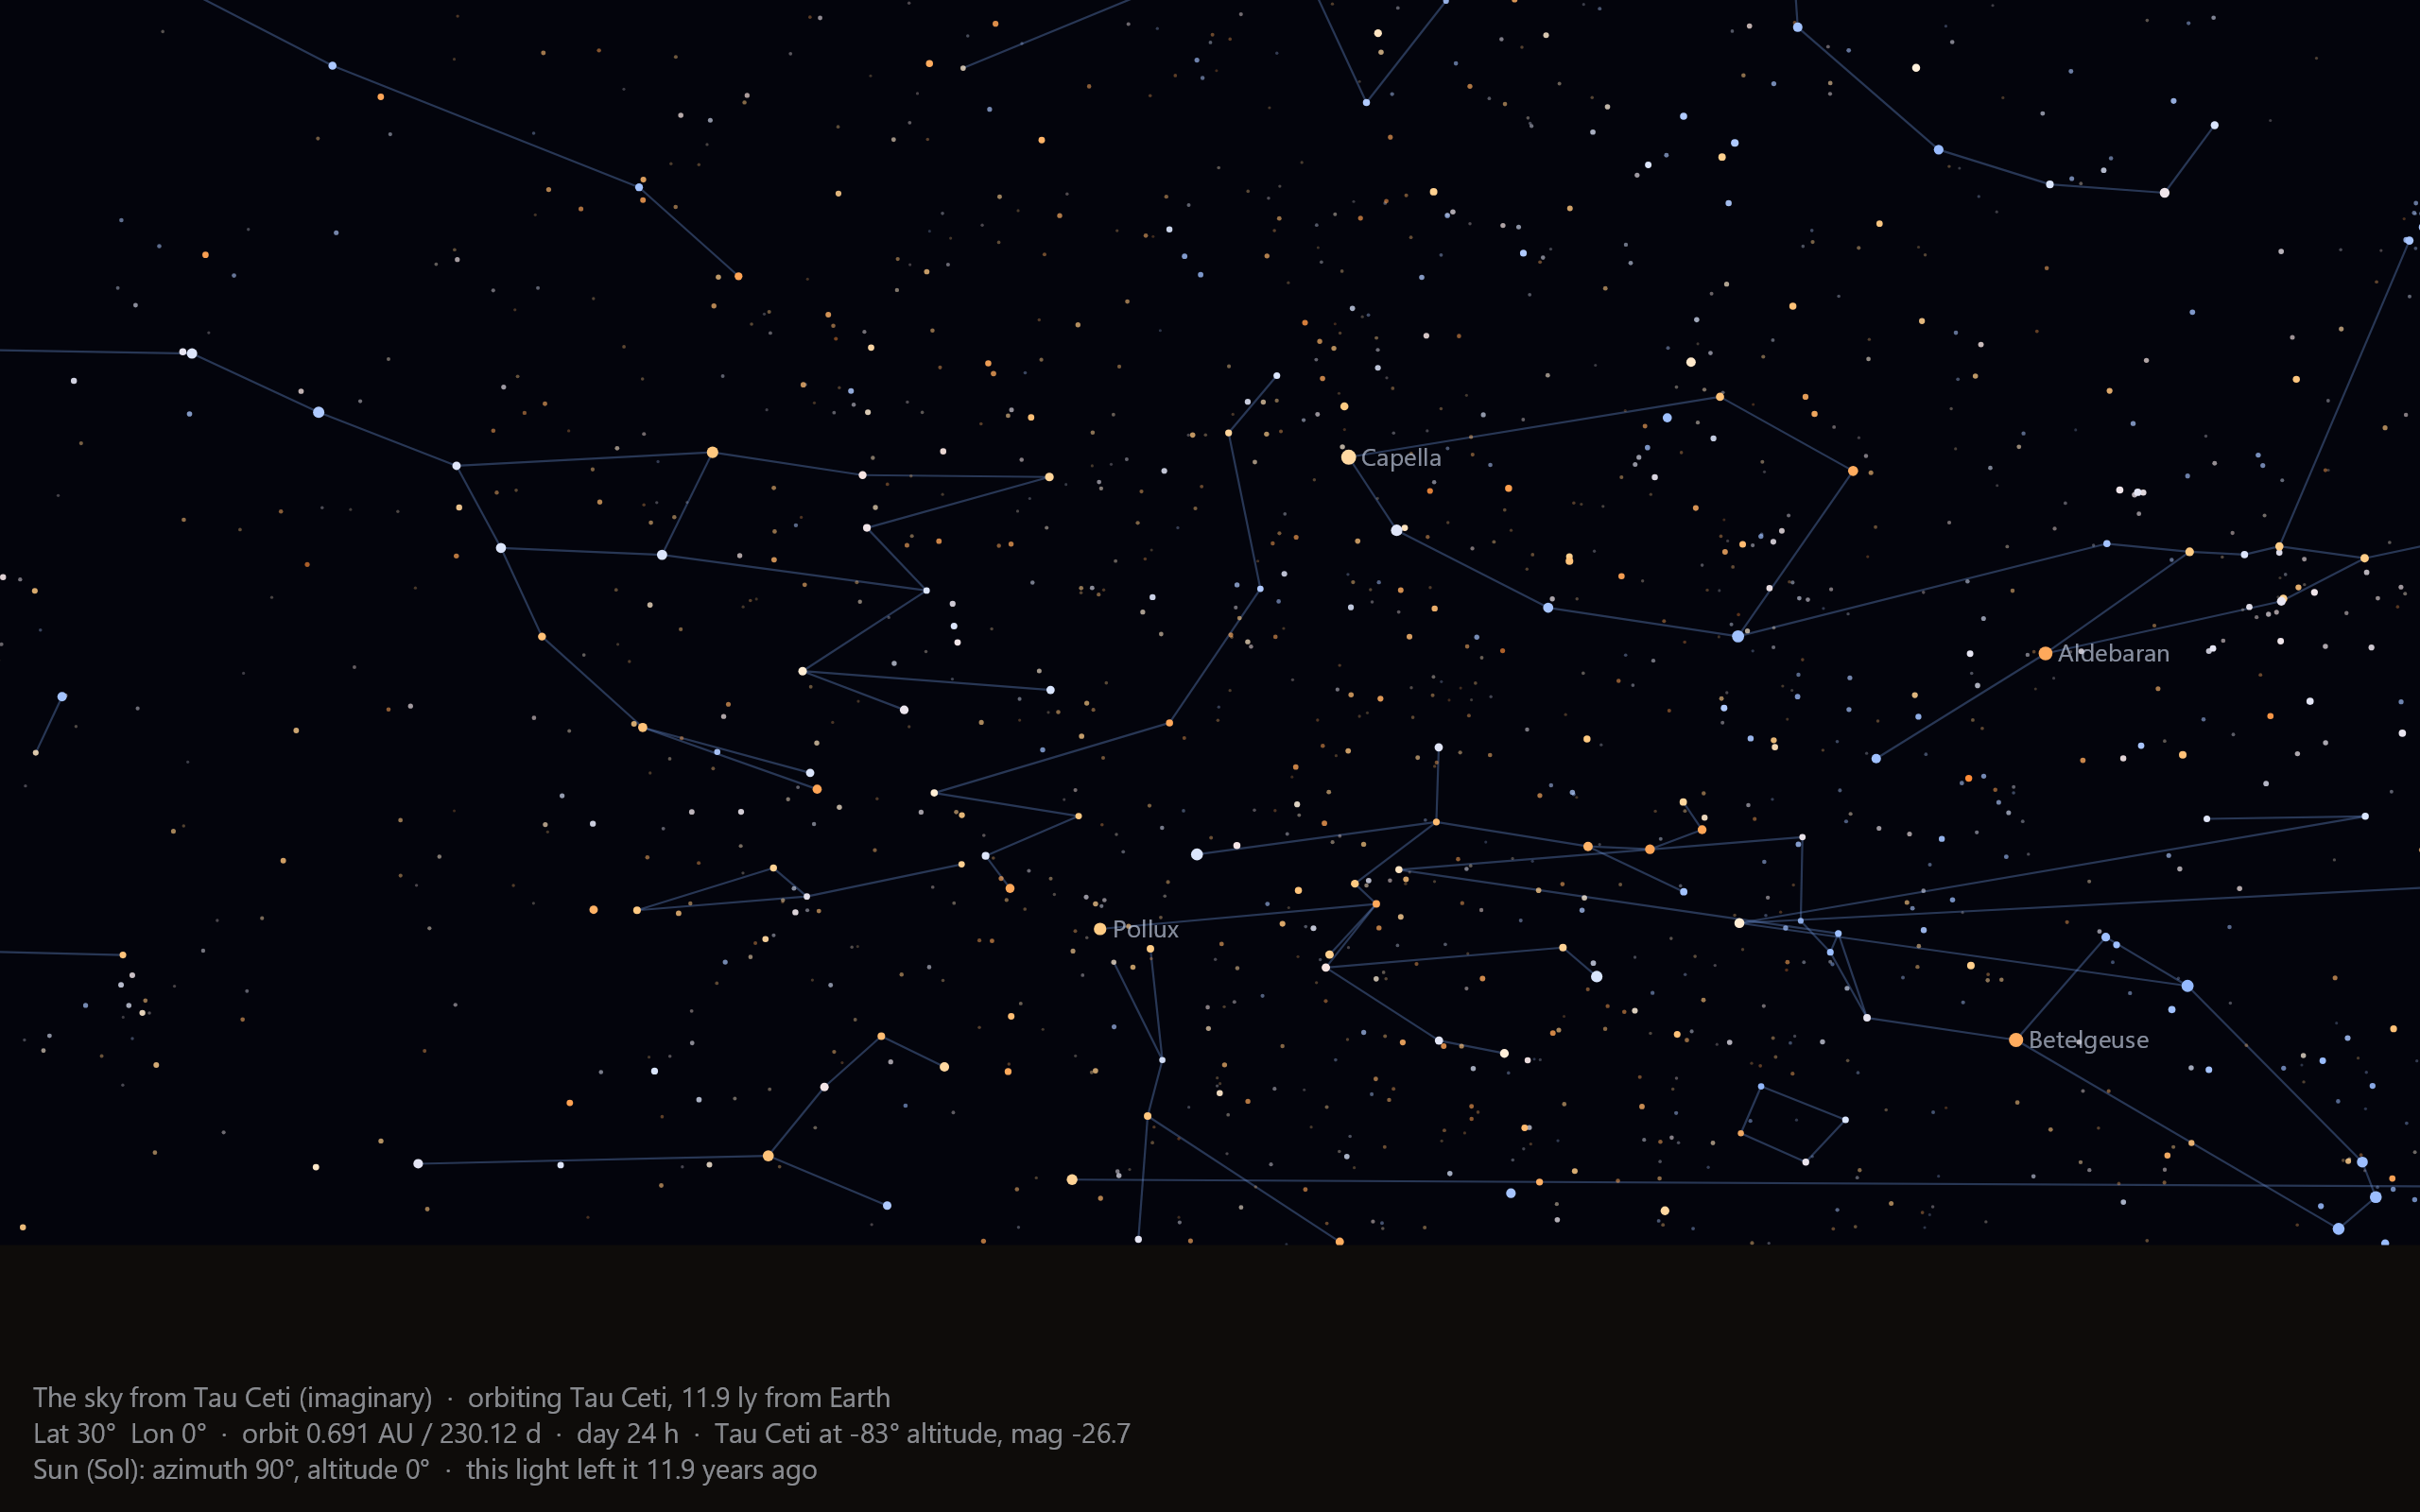 Capella
Aldebaran
Pollux
Betelgeuse
The sky from Tau Ceti (imaginary) · orbiting Tau Ceti, 11.9 ly from Earth
Lat 30° Lon 0° · orbit 0.691 AU / 230.12 d · day 24 h · Tau Ceti at -83° altitude, mag -26.7
Sun (Sol): azimuth 90°, altitude 0° · this light left it 11.9 years ago